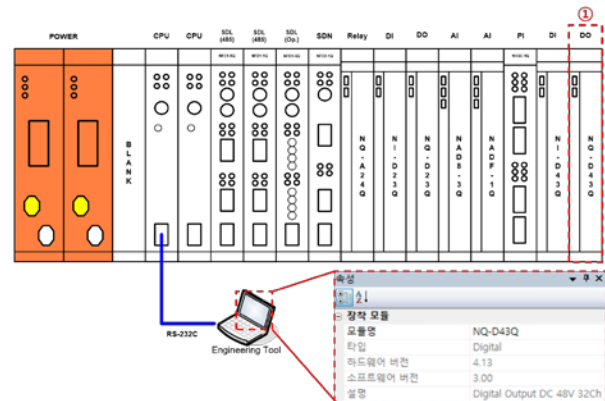 ①
POWER CPU CPU SDL (485) SDL (485) SDL (Op.) SDN Relay DI DO AI AI PI DI DO
BLANK
NQ-A24Q
NI-D23Q
NQ-D23Q
NAD8-3Q
NADF-1Q
NI-D43Q
NQ-D43Q
RS-232C
Engineering Tool
속성
장착 모듈
모듈명 NQ-D43Q
타입 Digital
하드웨어 버전 4.13
소프트웨어 버전 3.00
설명 Digital Output DC 48V 32Ch